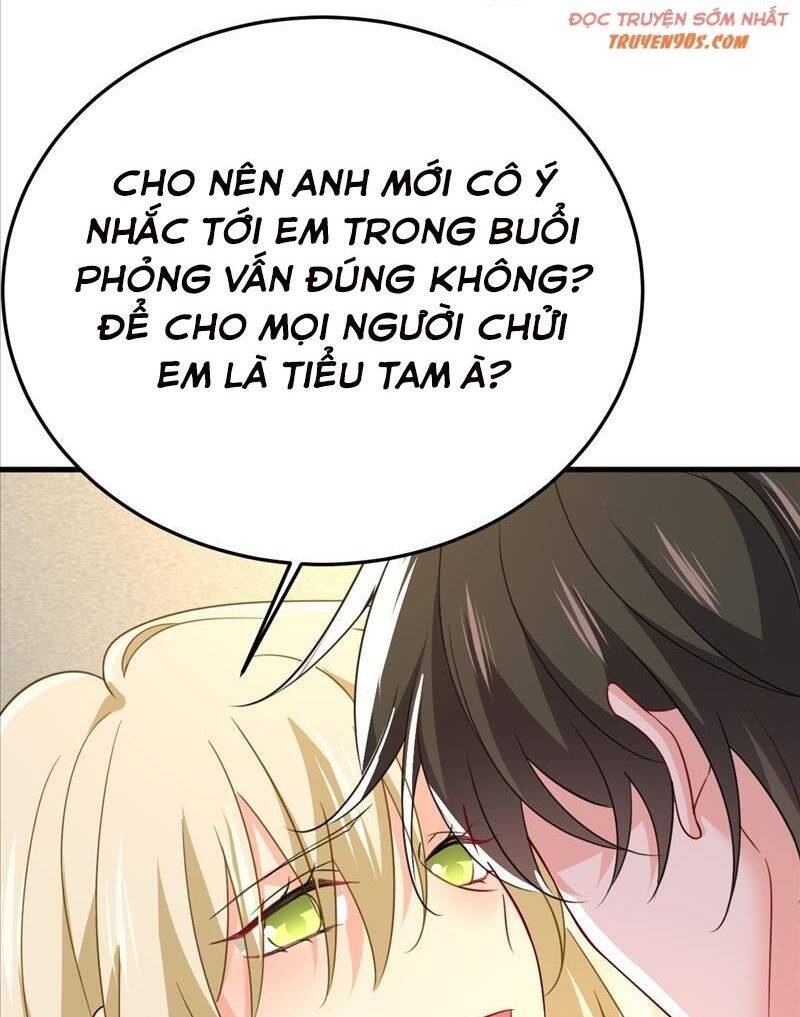 ĐỌC TRUYỆN SỚM NHẤT
TRUYEN90S.COM
CHO NÊN ANH MỚI CÔ Ý
NHẮC TỚI EM TRONG BUỔI
PHỎNG VẤN ĐÚNG KHÔNG?
ĐỂ CHO MỌI NGƯỜI CHỬI
EM LÀ TIỂU TAM À?